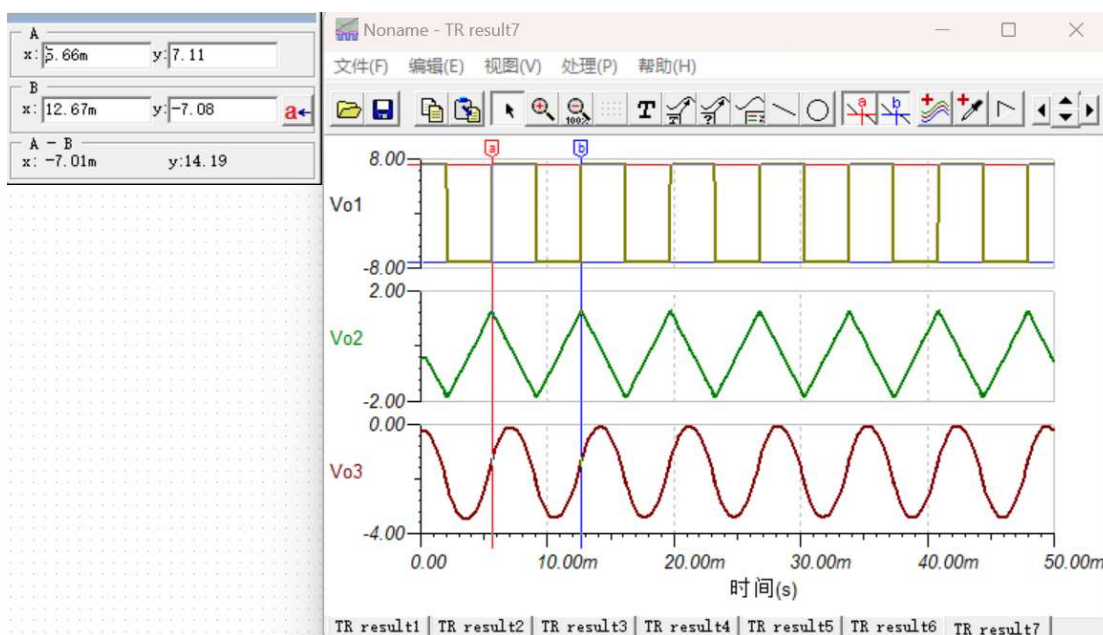 A
x: 5.66m y: 7.11
B
x: 12.67m y: -7.08
a
A - B
x: -7.01m y:14.19
Noname - TR result7
文件(F) 编辑(E) 视图(V) 处理(P) 帮助(H)
100% T ? a b
a b
8.00
Vo1
-8.00
2.00
Vo2
-2.00
0.00
Vo3
-4.00
0.00 10.00m 20.00m 30.00m 40.00m 50.00m
时间(s)
TR result1 TR result2 TR result3 TR result4 TR result5 TR result6 TR result7